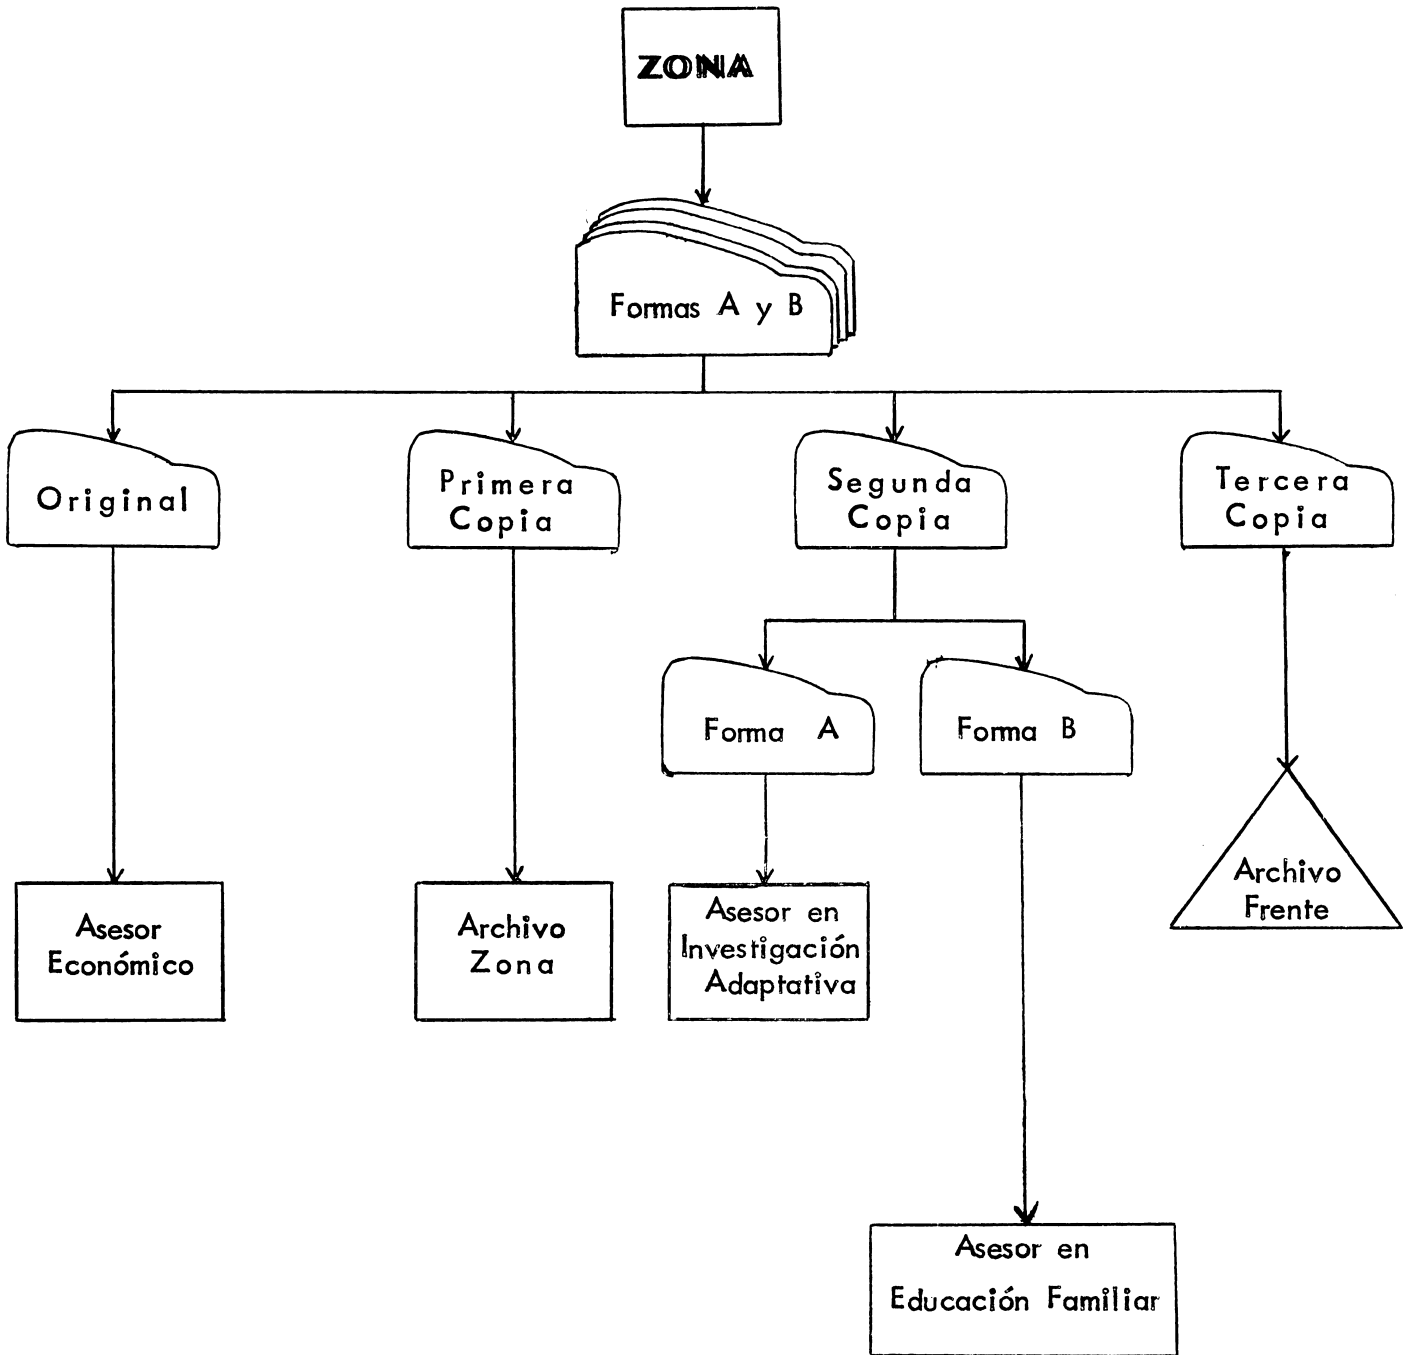 ZONA
Formas A y B
Original
Primera
Copia
Segunda
Copia
Tercera
Copia
Forma A
Forma B
Asesor
Económico
Archivo
Zona
Asesor en
Investigación
Adaptativa
Archivo
Frente
Asesor en
Educación Familiar